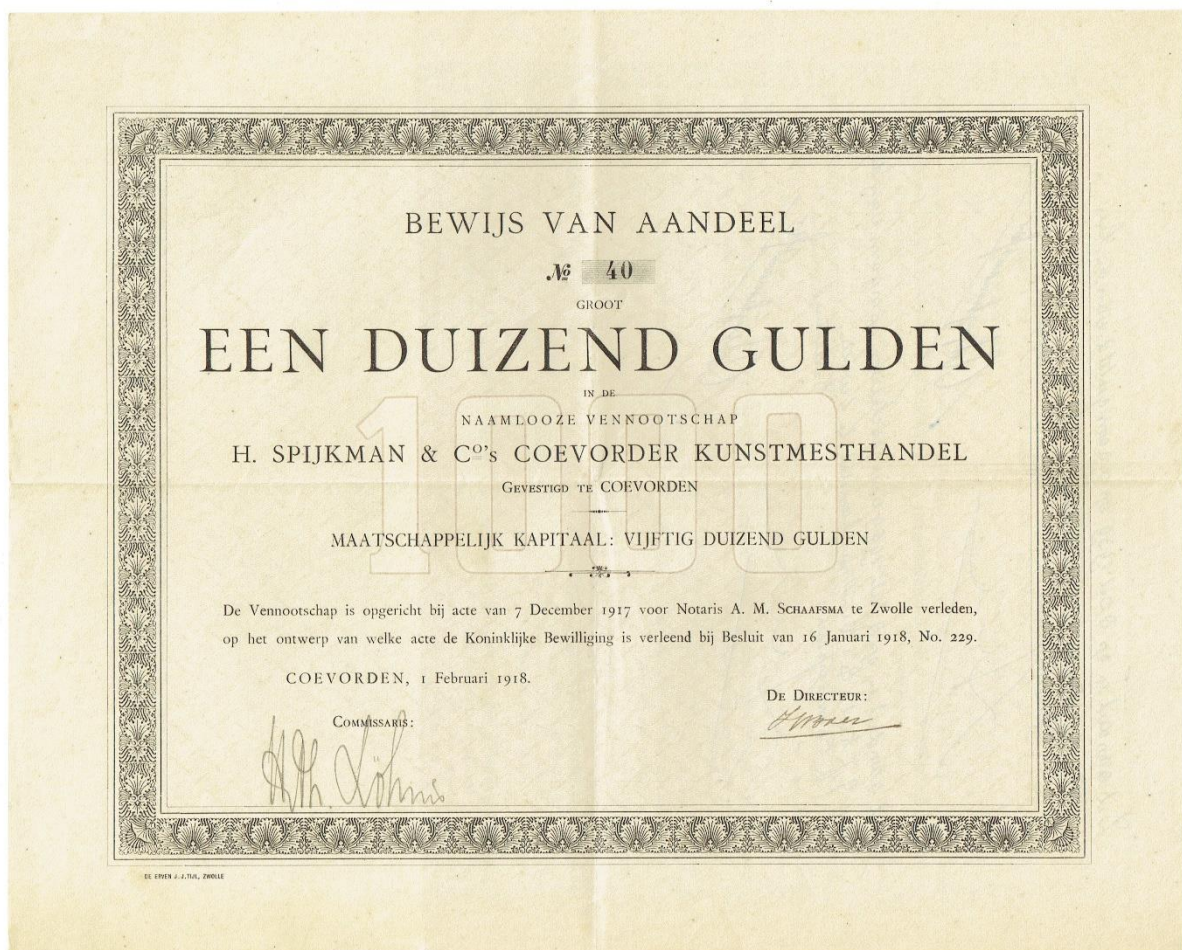 BEWIJS VAN AANDEEL
№ 40
GROOT
EEN DUIZEND GULDEN
IN DE
1000
NAAMLOOZE VENNOOTSCHAP
H. SPIJKMAN & Cº's COEVORDER KUNSTMESTHANDEL
GEVESTIGD TE COEVORDEN
MAATSCHAPPELIJK KAPITAAL: VIJFTIG DUIZEND GULDEN
De Vennootschap is opgericht bij acte van 7 December 1917 voor Notaris A. M. SCHAAFSMA te Zwolle verleden,
op het ontwerp van welke acte de Koninklijke Bewilliging is verleend bij Besluit van 16 Januari 1918, No. 229.
COEVORDEN, 1 Februari 1918.
DE DIRECTEUR:
COMMISSARIS:
H. Th. Löhnis
DE ERVEN J. J. TIJL, ZWOLLE